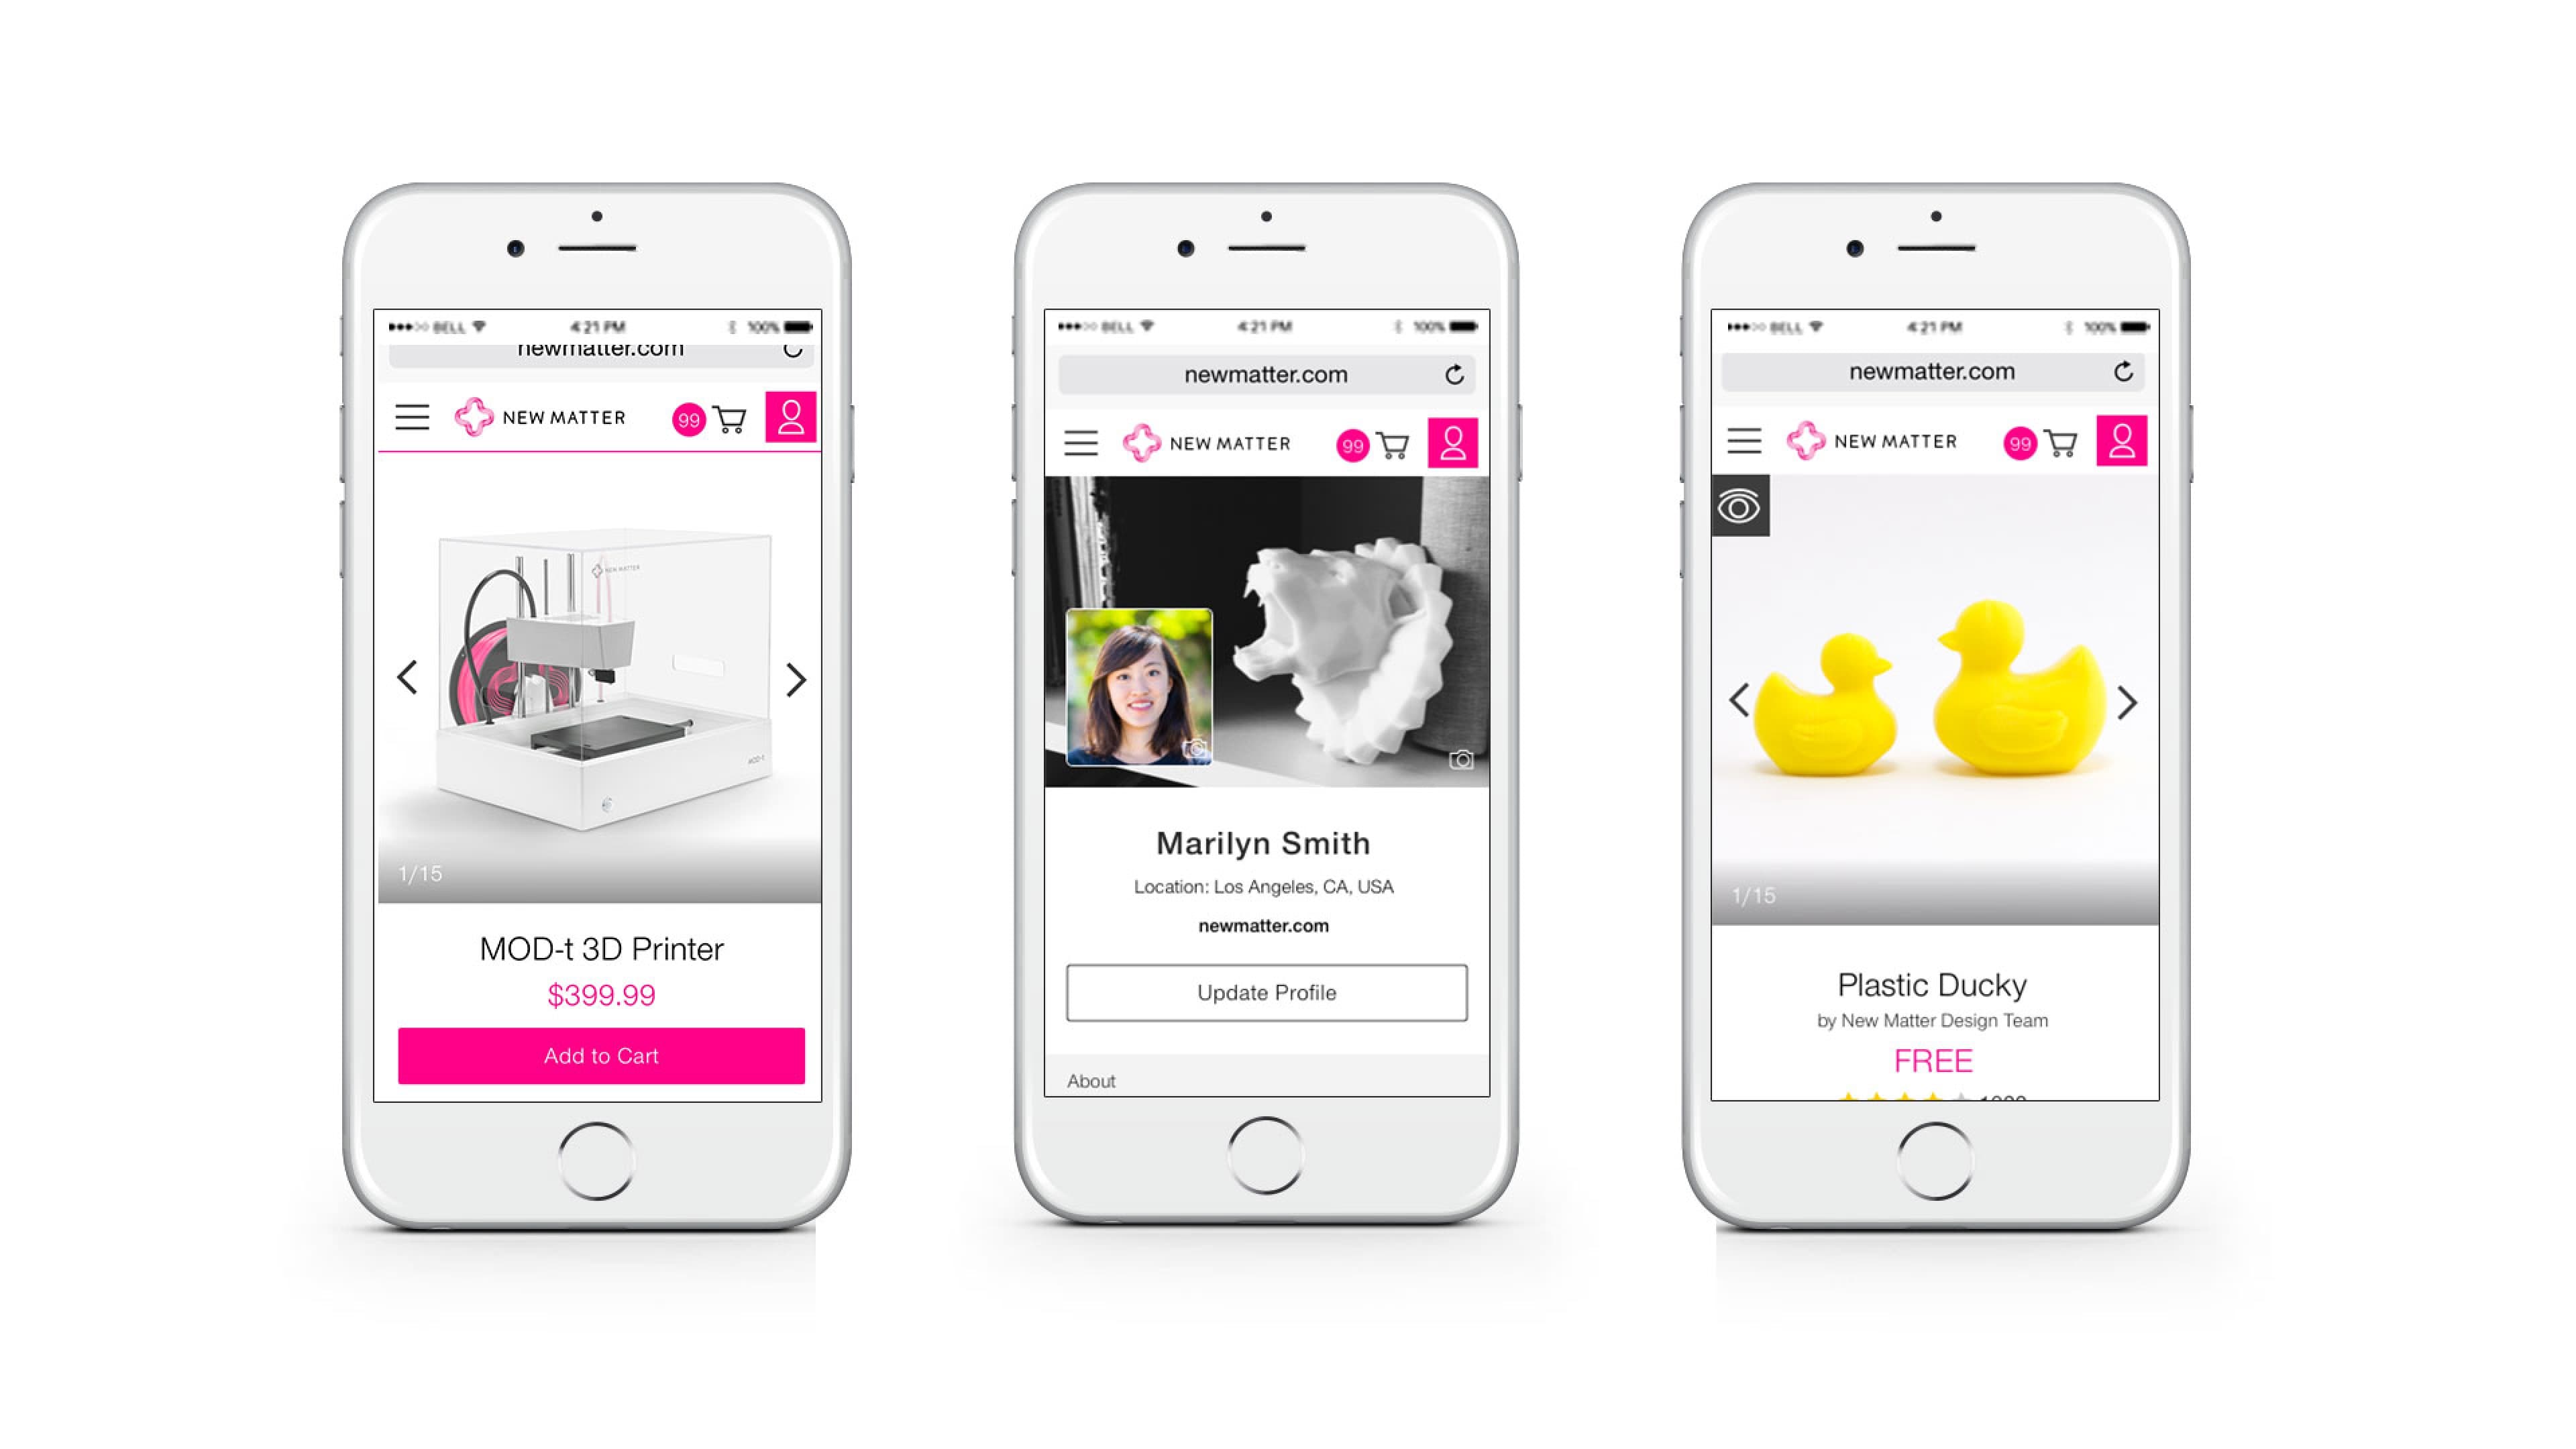 BELL 4:21 PM 100%
newmatter.com
NEW MATTER 99
NEW MATTER
MOD-t
1/15
MOD-t 3D Printer
$399.99
Add to Cart
BELL 4:21 PM 100%
newmatter.com
NEW MATTER 99
Marilyn Smith
Location: Los Angeles, CA, USA
newmatter.com
Update Profile
About
BELL 4:21 PM 100%
newmatter.com
NEW MATTER 99
1/15
Plastic Ducky
by New Matter Design Team
FREE